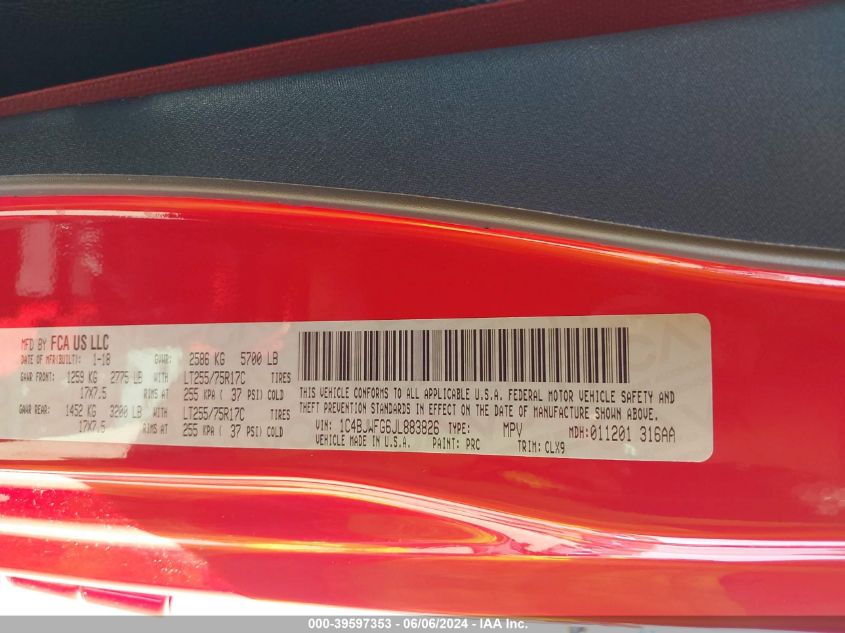 MFD BY FCA US LLC
DATE OF MFR(BUILT): 1-18 GVWR: 2586 KG 5700 LB
GAWR FRONT: 1259 KG 2775 LB WITH LT255/75R17C TIRES
17X7.5 RIMS AT 255 KPA ( 37 PSI) COLD
GAWR REAR: 1452 KG 3200 LB WITH LT255/75R17C TIRES
17X7.5 RIMS AT 255 KPA ( 37 PSI) COLD
THIS VEHICLE CONFORMS TO ALL APPLICABLE U.S.A. FEDERAL MOTOR VEHICLE SAFETY AND
THEFT PREVENTION STANDARDS IN EFFECT ON THE DATE OF MANUFACTURE SHOWN ABOVE.
VIN: 1C4BJWFG6JL883826 TYPE: MPV MDH: 011201 316AA
VEHICLE MADE IN U.S.A. PAINT: PRC TRIM: CLX9
000-39597353 - 06/06/2024 - IAA Inc.